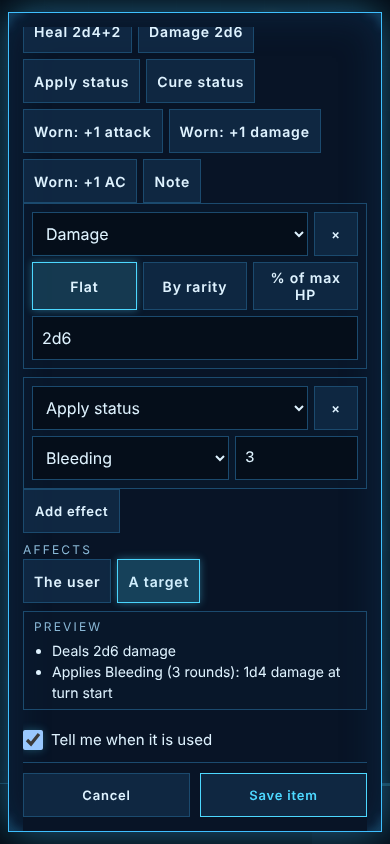 Heal 2d4+2 Damage 2d6
Apply status Cure status
Worn: +1 attack Worn: +1 damage
Worn: +1 AC Note
Damage ×
Flat By rarity % of max
HP
2d6
Apply status ×
Bleeding 3
Add effect
AFFECTS
The user A target
PREVIEW
• Deals 2d6 damage
• Applies Bleeding (3 rounds): 1d4 damage at
turn start
Tell me when it is used
Cancel Save item